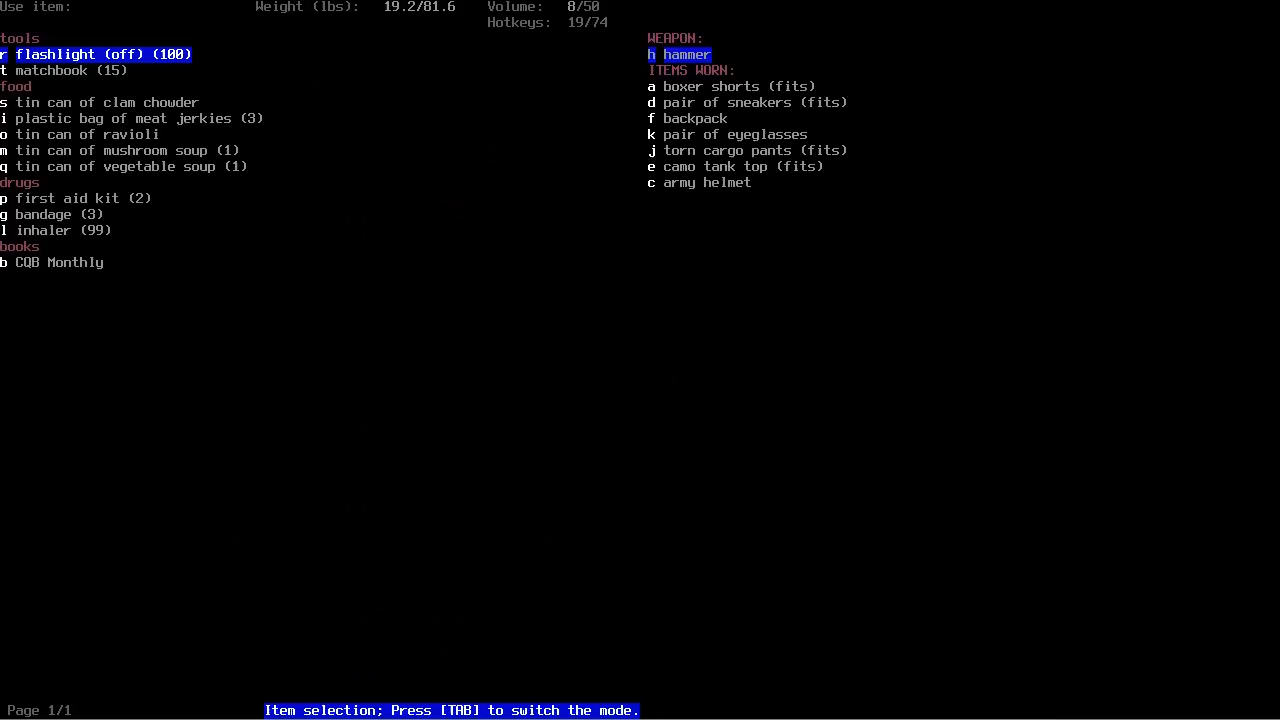 Use item: Weight (lbs): 19.2/81.6 Volume: 8/50
Hotkeys: 19/74
tools
r flashlight (off) (100)
t matchbook (15)
food
s tin can of clam chowder
i plastic bag of meat jerkies (3)
o tin can of ravioli
m tin can of mushroom soup (1)
q tin can of vegetable soup (1)
drugs
p first aid kit (2)
g bandage (3)
l inhaler (99)
books
b CQB Monthly
WEAPON:
h hammer
ITEMS WORN:
a boxer shorts (fits)
d pair of sneakers (fits)
f backpack
k pair of eyeglasses
j torn cargo pants (fits)
e camo tank top (fits)
c army helmet
Page 1/1 Item selection; Press [TAB] to switch the mode.